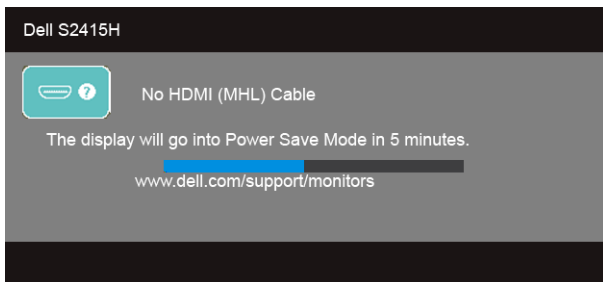 Dell S2415H
No HDMI (MHL) Cable
The display will go into Power Save Mode in 5 minutes.
www.dell.com/support/monitors